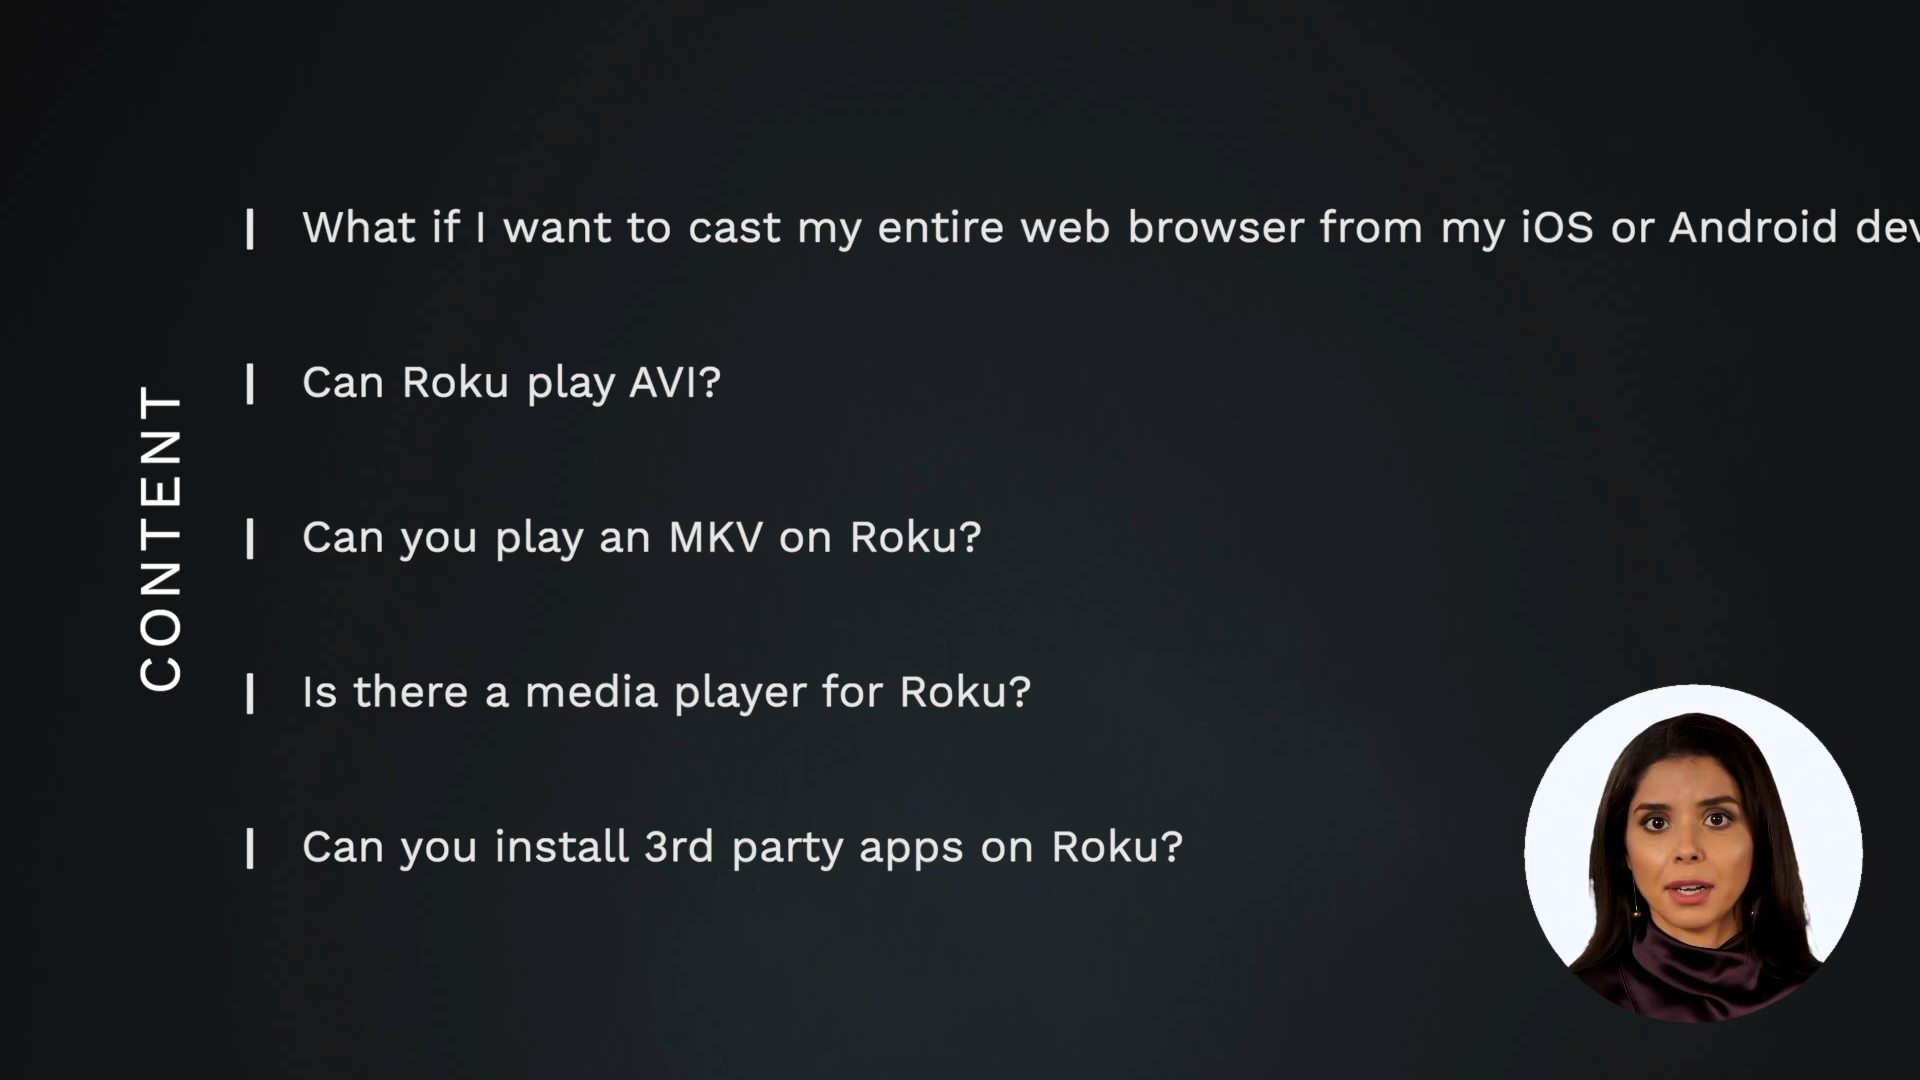 CONTENT
What if I want to cast my entire web browser from my iOS or Android
Can Roku play AVI?
Can you play an MKV on Roku?
Is there a media player for Roku?
Can you install 3rd party apps on Roku?